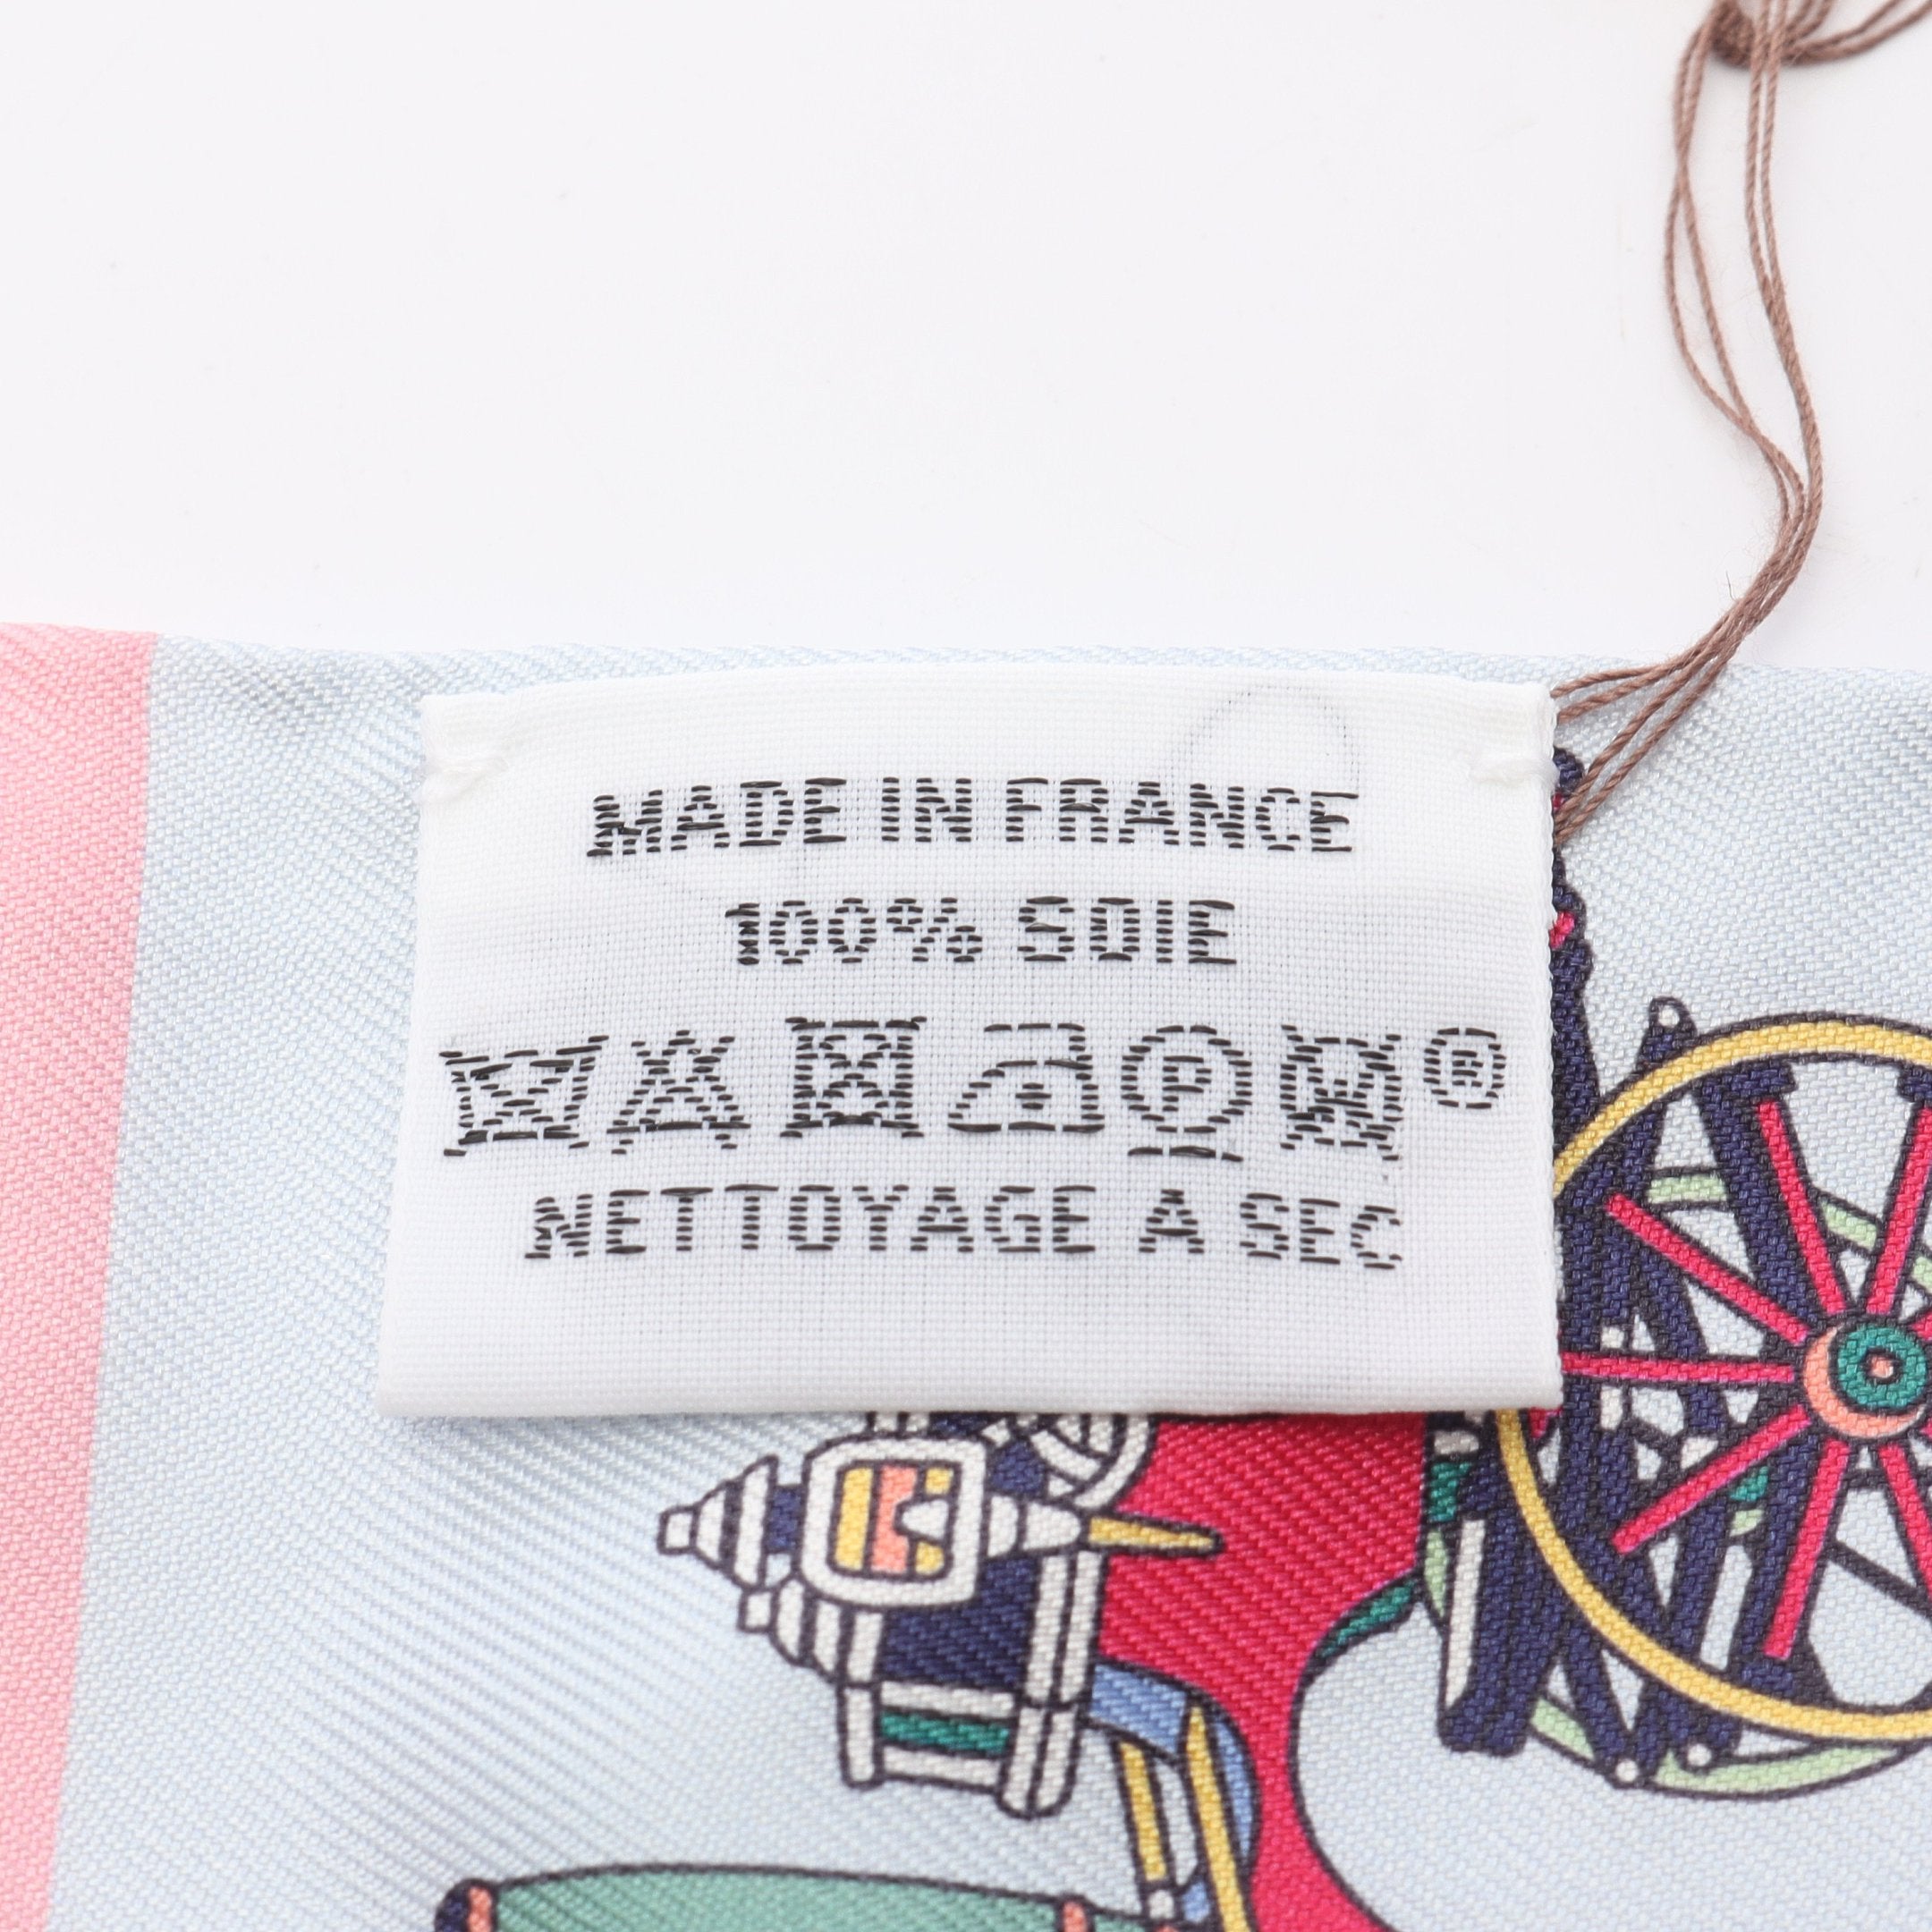 MADE IN FRANCE
100% SOIE
F W ®
NETTOYAGE A SEC